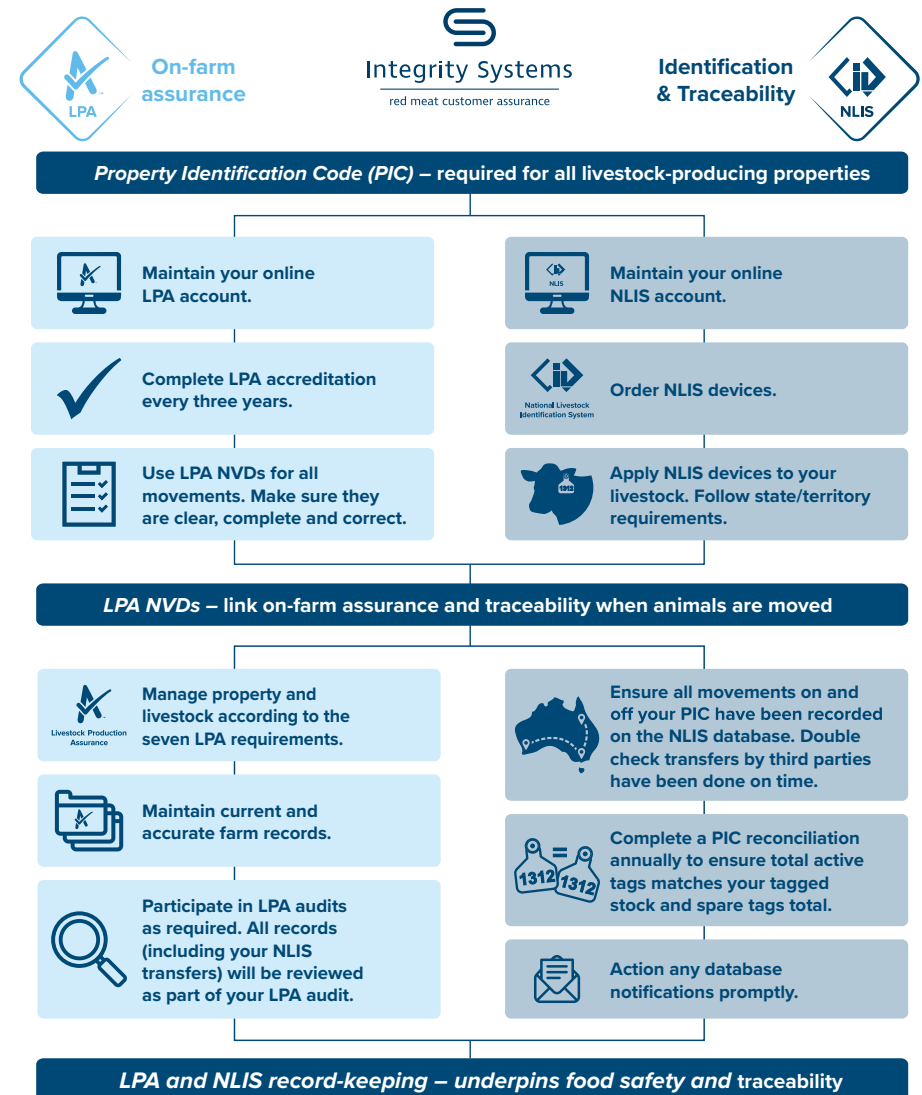 On-farm
assurance
LPA
Integrity Systems
red meat customer assurance
Identification
& Traceability
NLIS
Property Identification Code (PIC) – required for all livestock-producing properties
Maintain your online
LPA account.
NLIS
Maintain your online
NLIS account.
Complete LPA accreditation
every three years.
National Livestock
Identification System
Order NLIS devices.
Use LPA NVDs for all
movements. Make sure they
are clear, complete and correct.
1312
Apply NLIS devices to your
livestock. Follow state/territory
requirements.
LPA NVDs – link on-farm assurance and traceability when animals are moved
Livestock Production
Assurance
Manage property and
livestock according to the
seven LPA requirements.
Ensure all movements on and
off your PIC have been recorded
on the NLIS database. Double
check transfers by third parties
have been done on time.
Maintain current and
accurate farm records.
1312 = 1312
Complete a PIC reconciliation
annually to ensure total active
tags matches your tagged
stock and spare tags total.
Participate in LPA audits
as required. All records
(including your NLIS
transfers) will be reviewed
as part of your LPA audit.
Action any database
notifications promptly.
LPA and NLIS record-keeping – underpins food safety and traceability